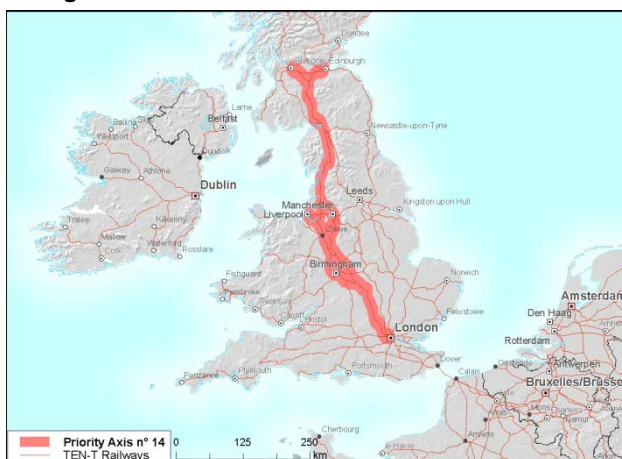 Dundee
Glasgow Edinburgh
Larne
Belfast
Newcastle-upon-Tyne
Westport
Dundalk
Galway Athlone
Dublin
Manchester Leeds
Liverpool Kingston upon Hull
Crewe
Tralee Kilkenny
Mallow Waterford Rosslare
Cork
Birmingham
Norwich
Fishguard
Pembroke
Swansea
Cardiff Bristol
London
Felixstowe
Amsterdam
Den Haag
Rotterdam
Dover
Calais
Antwerpen
Portsmouth
Plymouth
Penzance
Mons
Namur
Amiens
Cherbourg
le Havre
Priority Axis n° 14
TEN-T Railways
0 125 250
km